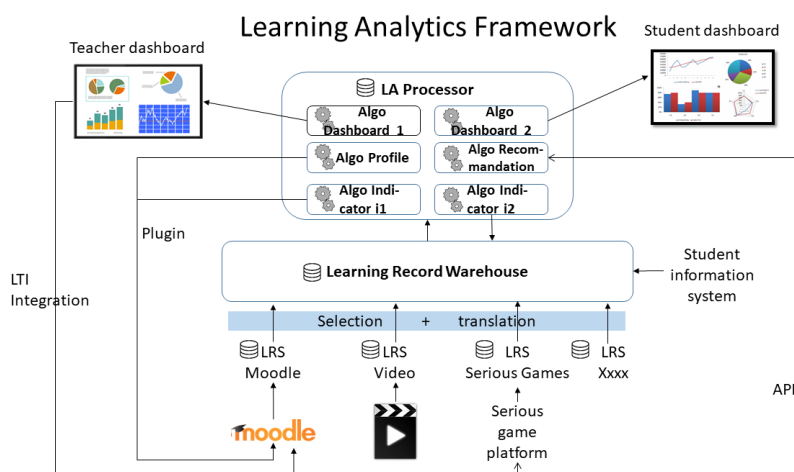 Learning Analytics Framework
Teacher dashboard
Student dashboard
LA Processor
Algo
Dashboard 1
Algo
Dashboard 2
Algo Profile
Algo Recom-
mandation
Algo Indi-
cator i1
Algo Indi-
cator i2
Plugin
LTI
Integration
Learning Record Warehouse
Student
information
system
Selection + translation
LRS
Moodle
LRS
Video
LRS
Serious Games
LRS
Xxxx
API
moodle
Serious
game
platform